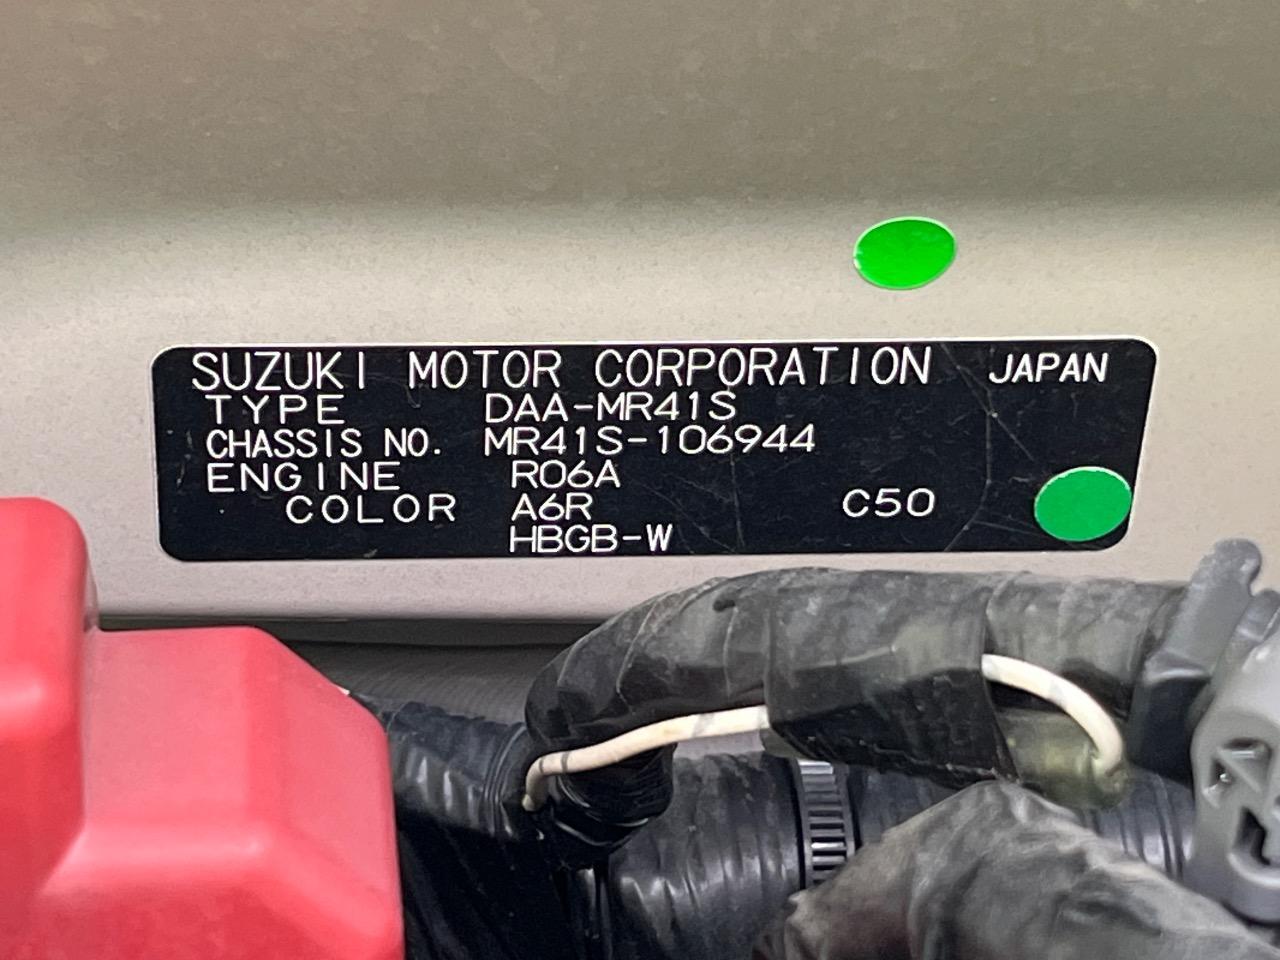 SUZUKI MOTOR CORPORATION JAPAN
TYPE DAA-MR41S
CHASSIS NO. MR41S-106944
ENGINE R06A
COLOR A6R C50
HBGB-W